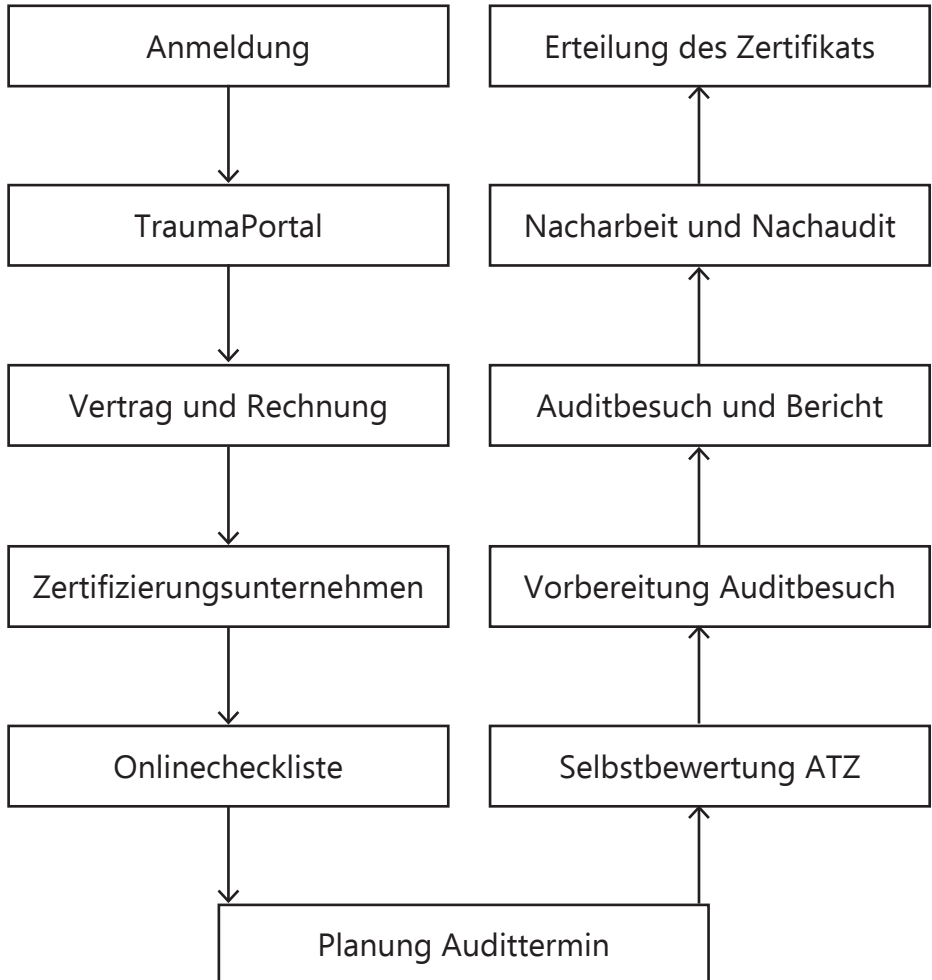 Anmeldung
TraumaPortal
Vertrag und Rechnung
Zertifizierungsunternehmen
Onlinecheckliste
Planung Audittermin
Selbstbewertung ATZ
Vorbereitung Auditbesuch
Auditbesuch und Bericht
Nacharbeit und Nachaudit
Erteilung des Zertifikats